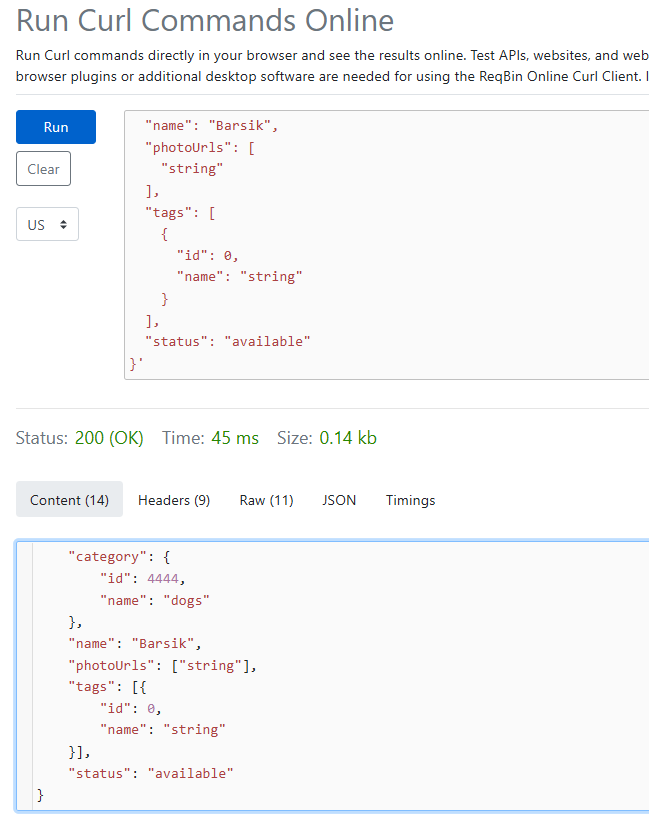 Run Curl Commands Online
Run Curl commands directly in your browser and see the results online. Test APIs, websites, and web
browser plugins or additional desktop software are needed for using the ReqBin Online Curl Client. I
Run
Clear
US
"name": "Barsik",
"photoUrls": [
"string"
],
"tags": [
{
"id": 0,
"name": "string"
}
],
"status": "available"
}'
Status: 200 (OK) Time: 45 ms Size: 0.14 kb
Content (14) Headers (9) Raw (11) JSON Timings
"category": {
"id": 4444,
"name": "dogs"
},
"name": "Barsik",
"photoUrls": ["string"],
"tags": [{
"id": 0,
"name": "string"
}],
"status": "available"
}